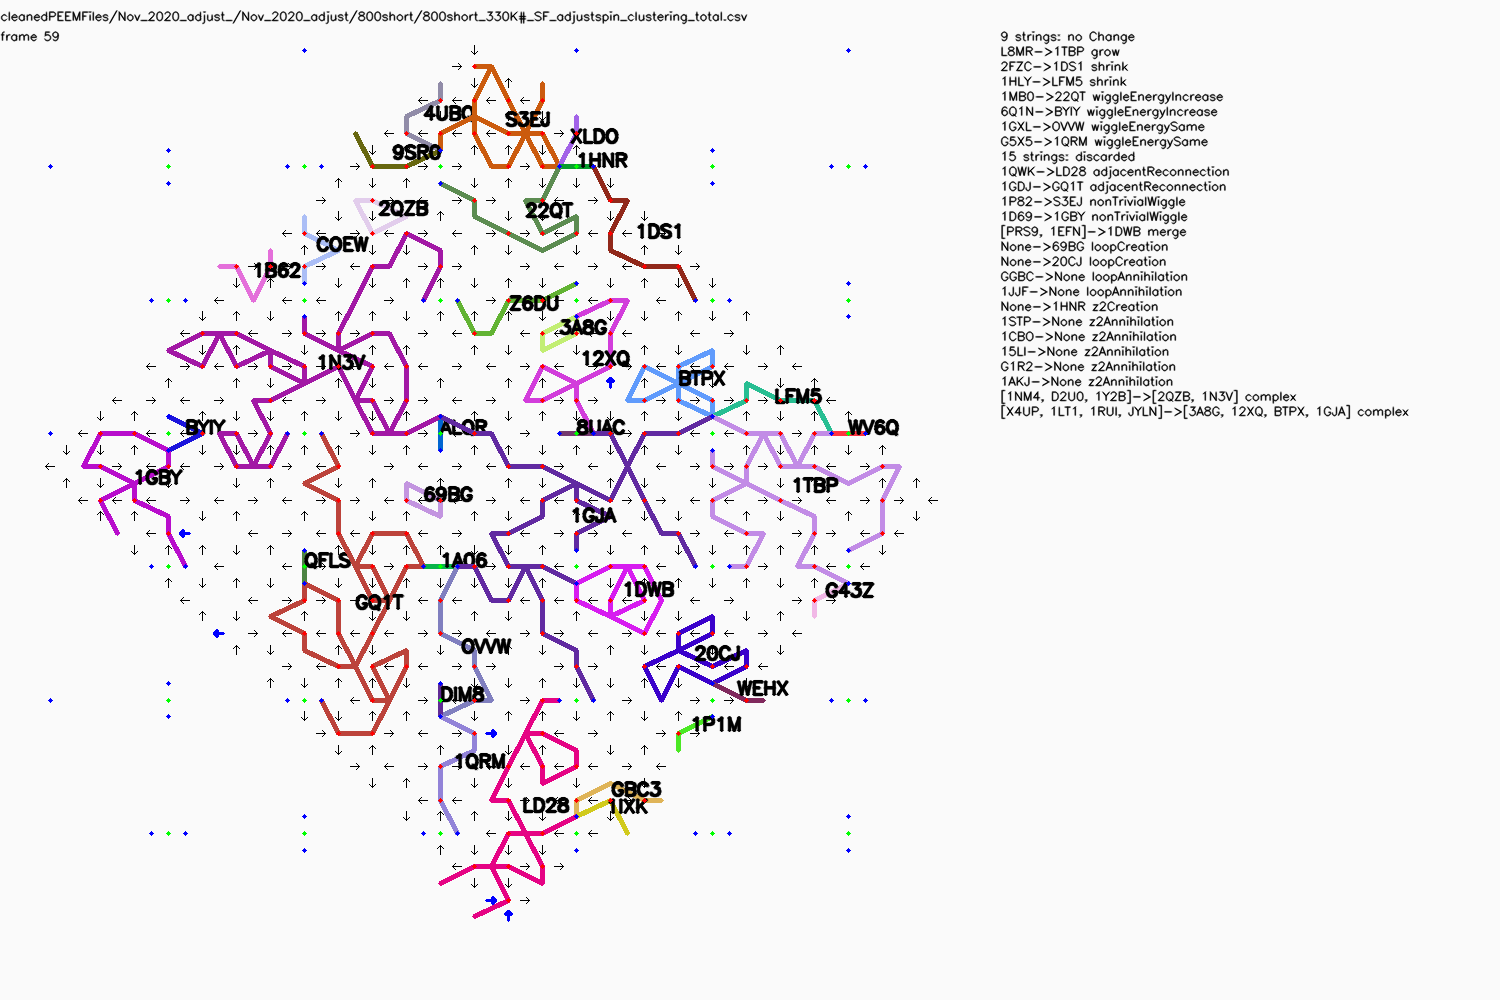 cleanedPEEMFiles/Nov_2020_adjust_/Nov_2020_adjust/800short/800short_330K#_SF_adjustspin_clustering_total.csv
frame 59
9 strings: no Change
L8MR->1TBP grow
2FZC->1DS1 shrink
1HLY->LFM5 shrink
1MB0->22QT wiggleEnergyIncrease
6Q1N->BYIY wiggleEnergyIncrease
1GXL->OVVW wiggleEnergySame
G5X5->1QRM wiggleEnergySame
15 strings: discarded
1QWK->LD28 adjacentReconnection
1GDJ->GQ1T adjacentReconnection
1P82->S3EJ nonTrivialWiggle
1D69->1GBY nonTrivialWiggle
[PRS9, 1EFN]->1DWB merge
None->69BG loopCreation
None->20CJ loopCreation
GGBC->None loopAnnihilation
1JJF->None loopAnnihilation
None->1HNR z2Creation
1STP->None z2Annihilation
1CBO->None z2Annihilation
15LI->None z2Annihilation
G1R2->None z2Annihilation
1AKJ->None z2Annihilation
[1NM4, D2U0, 1Y2B]->[2QZB, 1N3V] complex
[X4UP, 1LT1, 1RUI, JYLN]->[3A8G, 12XQ, BTPX, 1GJA] complex
S3EJ
XLDO
1HNR
2QZB
22QT
1DS1
COEW
1B62
Z6DU
3A8G
12XQ
1N3V
BTPX
LFM5
BYIY
8UAC
WV6Q
1GBY
1TBP
69BG
1GJA
QFLS
1A06
1DWB
G43Z
GQ1T
OVVW
20CJ
DIM8
WEHX
1P1M
1QRM
GBC3
LD28
1IXK